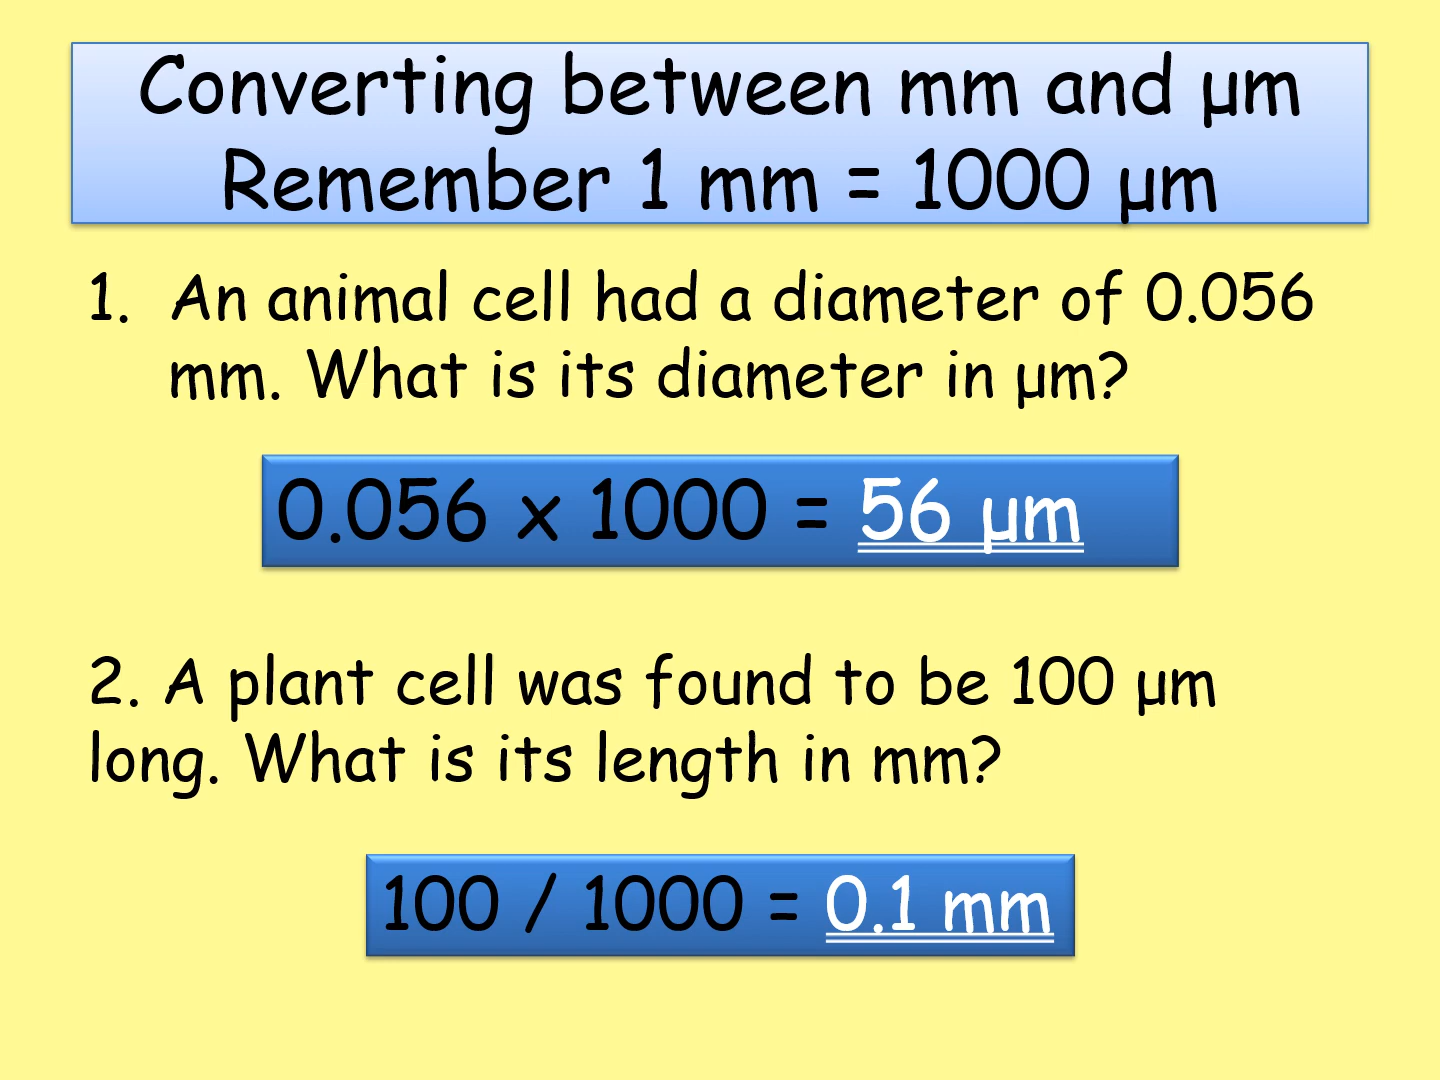 Converting between mm and µm
Remember 1 mm = 1000 µm
1. An animal cell had a diameter of 0.056
mm. What is its diameter in µm?
0.056 x 1000 = 56 µm
2. A plant cell was found to be 100 µm
long. What is its length in mm?
100 / 1000 = 0.1 mm